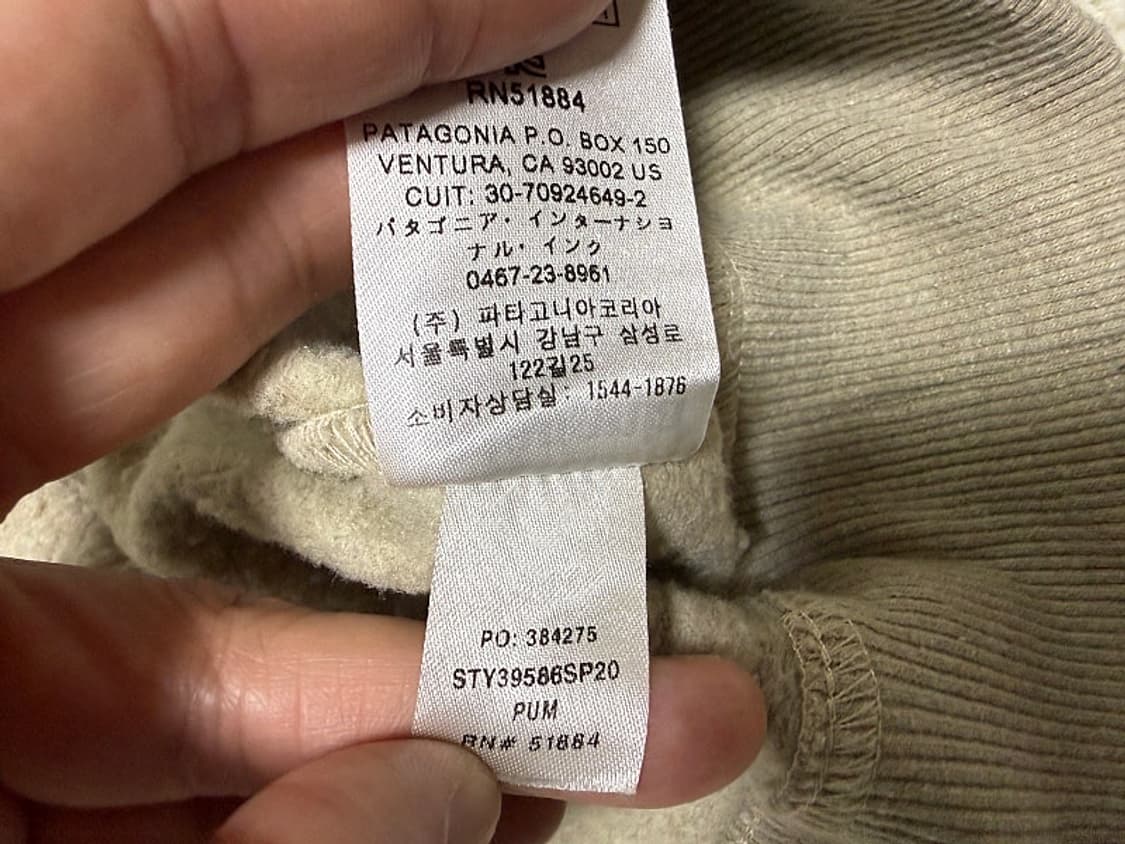 RN51884
PATAGONIA P.O. BOX 150
VENTURA, CA 93002 US
CUIT: 30-70924649-2
パタゴニア・インターナショ
ナル・インク
0467-23-8961
(주) 파타고니아코리아
서울특별시 강남구 삼성로
122길25
소비자상담실: 1544-1876
PO: 384275
STY39586SP20
PUM
RN# 51884